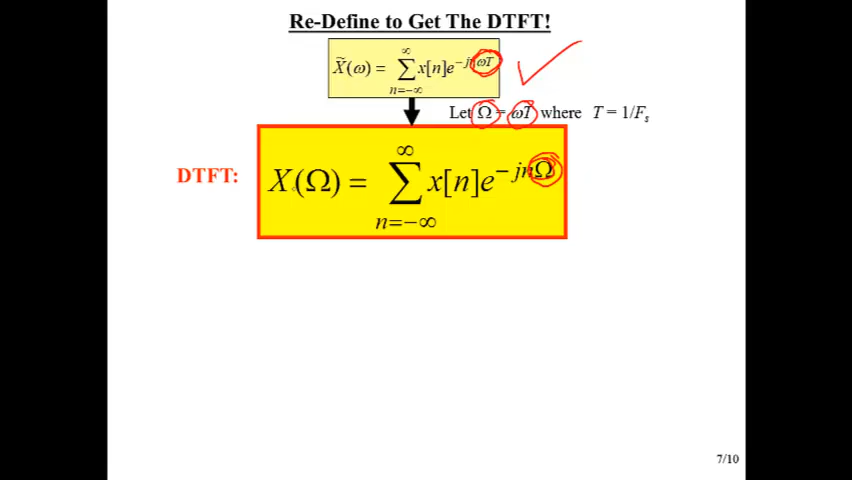 Re-Define to Get The DTFT!
X̃(ω) = ∑_{n=−∞}^{∞} x[n]e^{−jnωT}
Let Ω = ωT where T = 1/F_s
DTFT: X(Ω) = ∑_{n=−∞}^{∞} x[n]e^{−jnΩ}
7/10